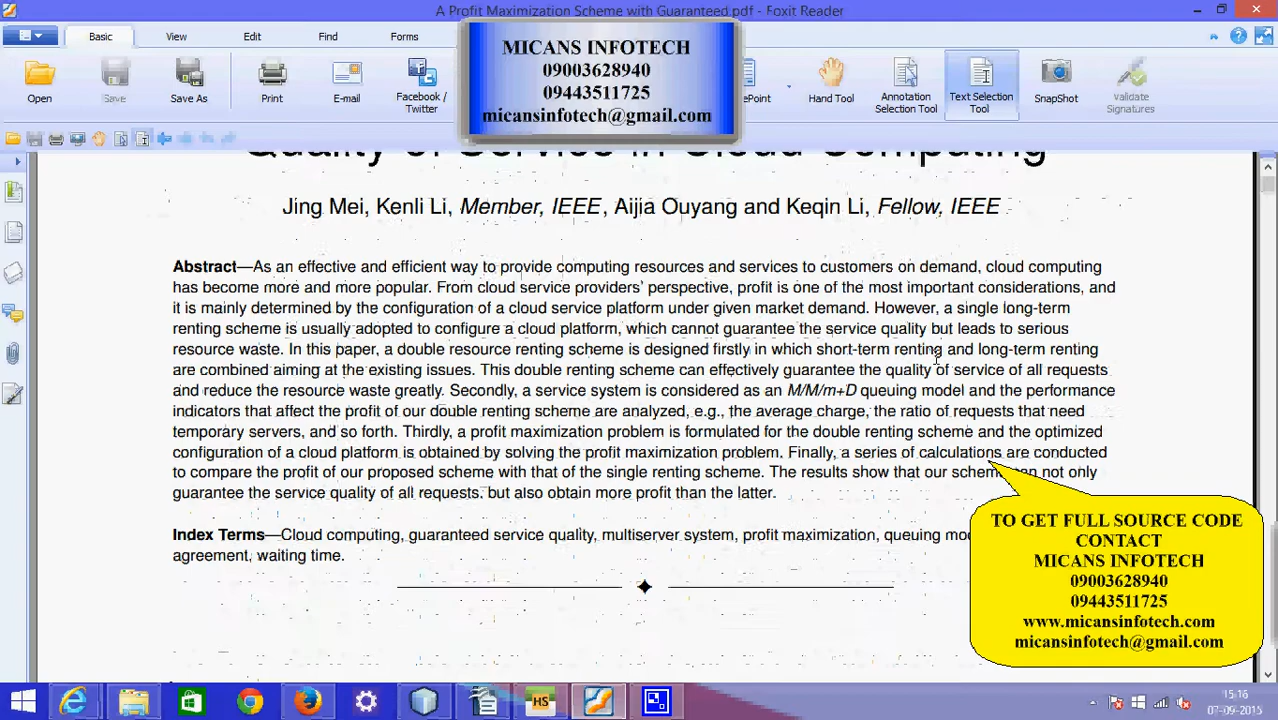 A Profit Maximization Scheme with Guaranteed.pdf - Foxit Reader
Basic View Edit Find Forms
MICANS INFOTECH
09003628940
09443511725
micansinfotech@gmail.com
Open Save Save As Print E-mail Facebook / Twitter Point Hand Tool Annotation Selection Tool Text Selection Tool SnapShot Validate Signatures
Quality of Service in Cloud Computing
Jing Mei, Kenli Li, Member, IEEE, Aijia Ouyang and Keqin Li, Fellow, IEEE
Abstract—As an effective and efficient way to provide computing resources and services to customers on demand, cloud computing
has become more and more popular. From cloud service providers' perspective, profit is one of the most important considerations, and
it is mainly determined by the configuration of a cloud service platform under given market demand. However, a single long-term
renting scheme is usually adopted to configure a cloud platform, which cannot guarantee the service quality but leads to serious
resource waste. In this paper, a double resource renting scheme is designed firstly in which short-term renting and long-term renting
are combined aiming at the existing issues. This double renting scheme can effectively guarantee the quality of service of all requests
and reduce the resource waste greatly. Secondly, a service system is considered as an M/M/m+D queuing model and the performance
indicators that affect the profit of our double renting scheme are analyzed, e.g., the average charge, the ratio of requests that need
temporary servers, and so forth. Thirdly, a profit maximization problem is formulated for the double renting scheme and the optimized
configuration of a cloud platform is obtained by solving the profit maximization problem. Finally, a series of calculations are conducted
to compare the profit of our proposed scheme with that of the single renting scheme. The results show that our scheme can not only
guarantee the service quality of all requests, but also obtain more profit than the latter.
Index Terms—Cloud computing, guaranteed service quality, multiserver system, profit maximization, queuing
agreement, waiting time.
TO GET FULL SOURCE CODE
CONTACT
MICANS INFOTECH
09003628940
09443511725
www.micansinfotech.com
micansinfotech@gmail.com
HS
15:16
07-09-2015